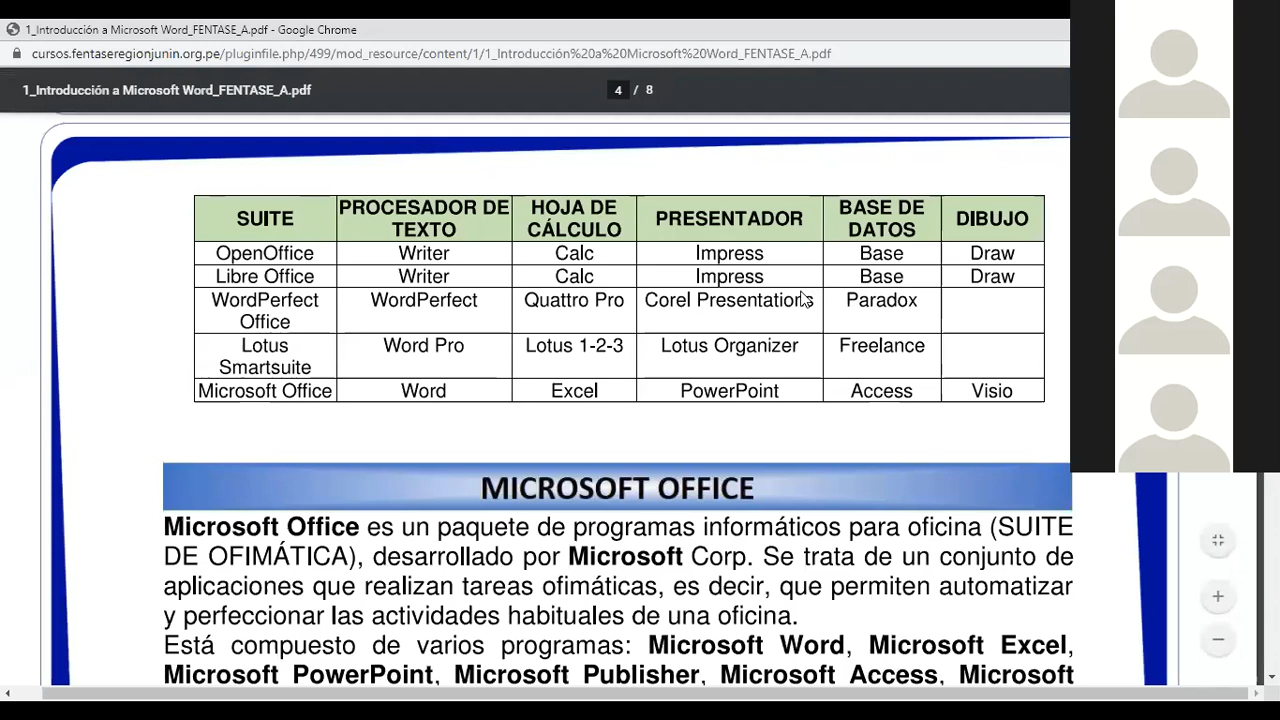 1_Introducción a Microsoft Word_FENTASE_A.pdf - Google Chrome
cursos.fentaseregionjunin.org.pe/pluginfile.php/499/mod_resource/content/1/1_Introducción%20a%20Microsoft%20Word_FENTASE_A.pdf
1_Introducción a Microsoft Word_FENTASE_A.pdf 4 / 8
SUITE PROCESADOR DE TEXTO HOJA DE CÁLCULO PRESENTADOR BASE DE DATOS DIBUJO
OpenOffice Writer Calc Impress Base Draw
Libre Office Writer Calc Impress Base Draw
WordPerfect Office WordPerfect Quattro Pro Corel Presentations Paradox
Lotus Smartsuite Word Pro Lotus 1-2-3 Lotus Organizer Freelance
Microsoft Office Word Excel PowerPoint Access Visio
MICROSOFT OFFICE
Microsoft Office es un paquete de programas informáticos para oficina (SUITE
DE OFIMÁTICA), desarrollado por Microsoft Corp. Se trata de un conjunto de
aplicaciones que realizan tareas ofimáticas, es decir, que permiten automatizar
y perfeccionar las actividades habituales de una oficina.
Está compuesto de varios programas: Microsoft Word, Microsoft Excel,
Microsoft PowerPoint, Microsoft Publisher, Microsoft Access, Microsoft